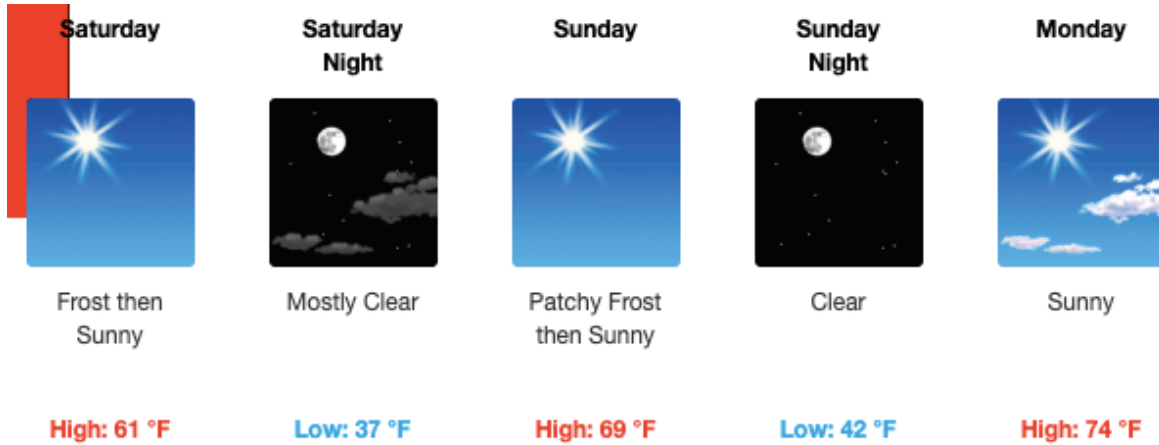 Saturday
Saturday
Night
Sunday
Sunday
Night
Monday
Frost then
Sunny
Mostly Clear
Patchy Frost
then Sunny
Clear
Sunny
High: 61 °F
Low: 37 °F
High: 69 °F
Low: 42 °F
High: 74 °F